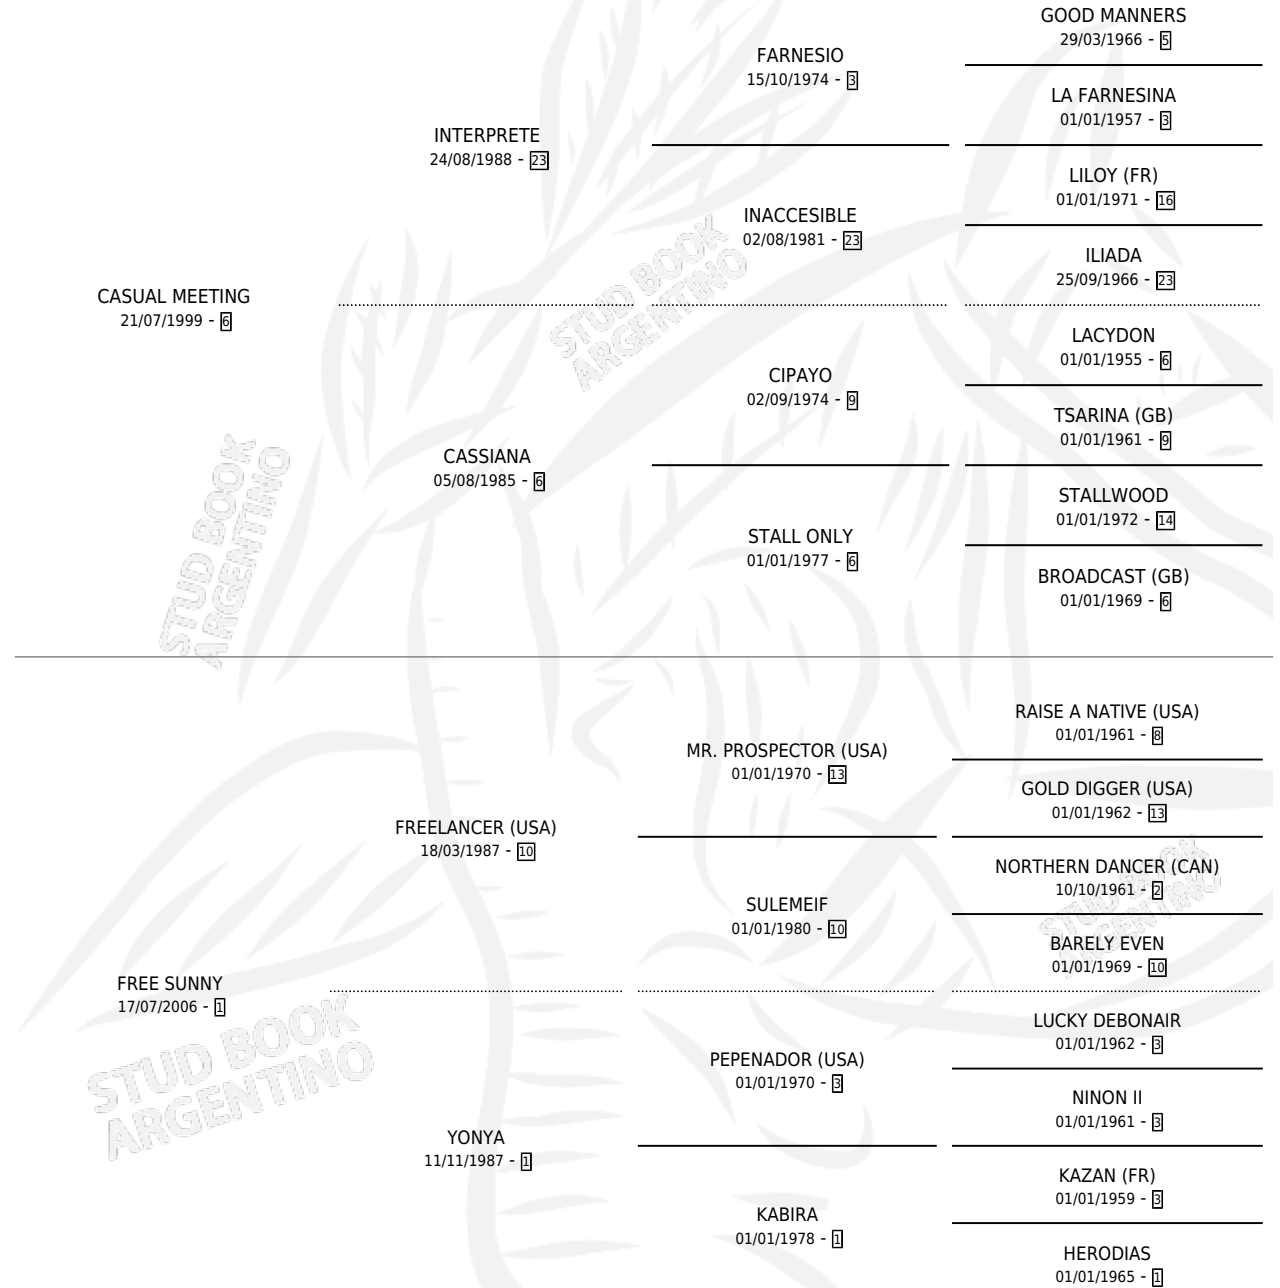 GOOD MANNERS
29/03/1966 - 5
FARNESIO
15/10/1974 - 3
LA FARNESINA
01/01/1957 - 3
INTERPRETE
24/08/1988 - 23
LILOY (FR)
01/01/1971 - 16
INACCESIBLE
02/08/1981 - 23
ILIADA
25/09/1966 - 23
CASUAL MEETING
21/07/1999 - 6
LACYDON
01/01/1955 - 6
CIPAYO
02/09/1974 - 9
TSARINA (GB)
01/01/1961 - 9
CASSIANA
05/08/1985 - 6
STALLWOOD
01/01/1972 - 14
STALL ONLY
01/01/1977 - 6
BROADCAST (GB)
01/01/1969 - 6
RAISE A NATIVE (USA)
01/01/1961 - 8
MR. PROSPECTOR (USA)
01/01/1970 - 13
GOLD DIGGER (USA)
01/01/1962 - 13
FREELANCER (USA)
18/03/1987 - 10
NORTHERN DANCER (CAN)
10/10/1961 - 2
SULEMEIF
01/01/1980 - 10
BARELY EVEN
01/01/1969 - 10
FREE SUNNY
17/07/2006 - 1
LUCKY DEBONAIR
01/01/1962 - 3
PEPENADOR (USA)
01/01/1970 - 3
NINON II
01/01/1961 - 3
YONYA
11/11/1987 - 1
KAZAN (FR)
01/01/1959 - 3
KABIRA
01/01/1978 - 1
HERODIAS
01/01/1965 - 1
STUD BOOK
ARGENTINO
STUD BOOK
ARGENTINO
STUD BOOK
ARGENTINO
STUD BOOK
ARGENTINO